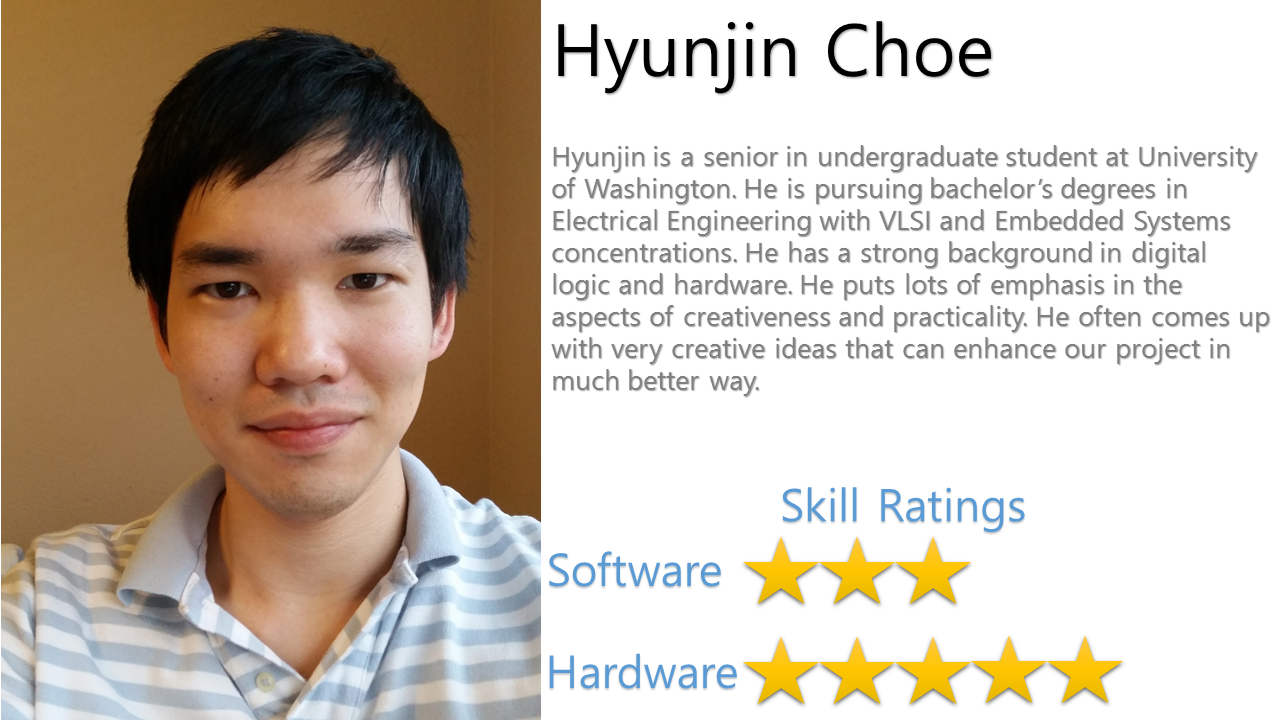 Hyunjin Choe
Hyunjin is a senior in undergraduate student at University
of Washington. He is pursuing bachelor’s degrees in
Electrical Engineering with VLSI and Embedded Systems
concentrations. He has a strong background in digital
logic and hardware. He puts lots of emphasis in the
aspects of creativeness and practicality. He often comes up
with very creative ideas that can enhance our project in
much better way.
Skill Ratings
Software
Hardware